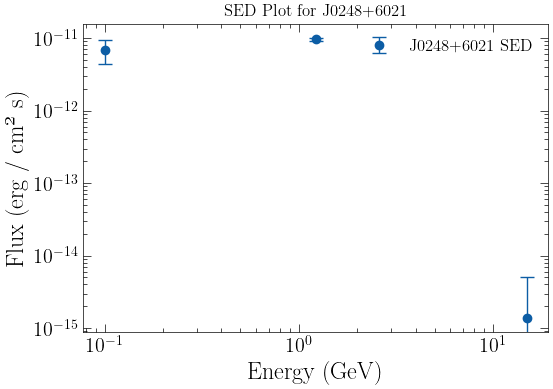 SED Plot for J0248+6021
J0248+6021 SED
Flux (erg / cm² s)
10⁻¹¹
10⁻¹²
10⁻¹³
10⁻¹⁴
10⁻¹⁵
10⁻¹
10⁰
10¹
Energy (GeV)